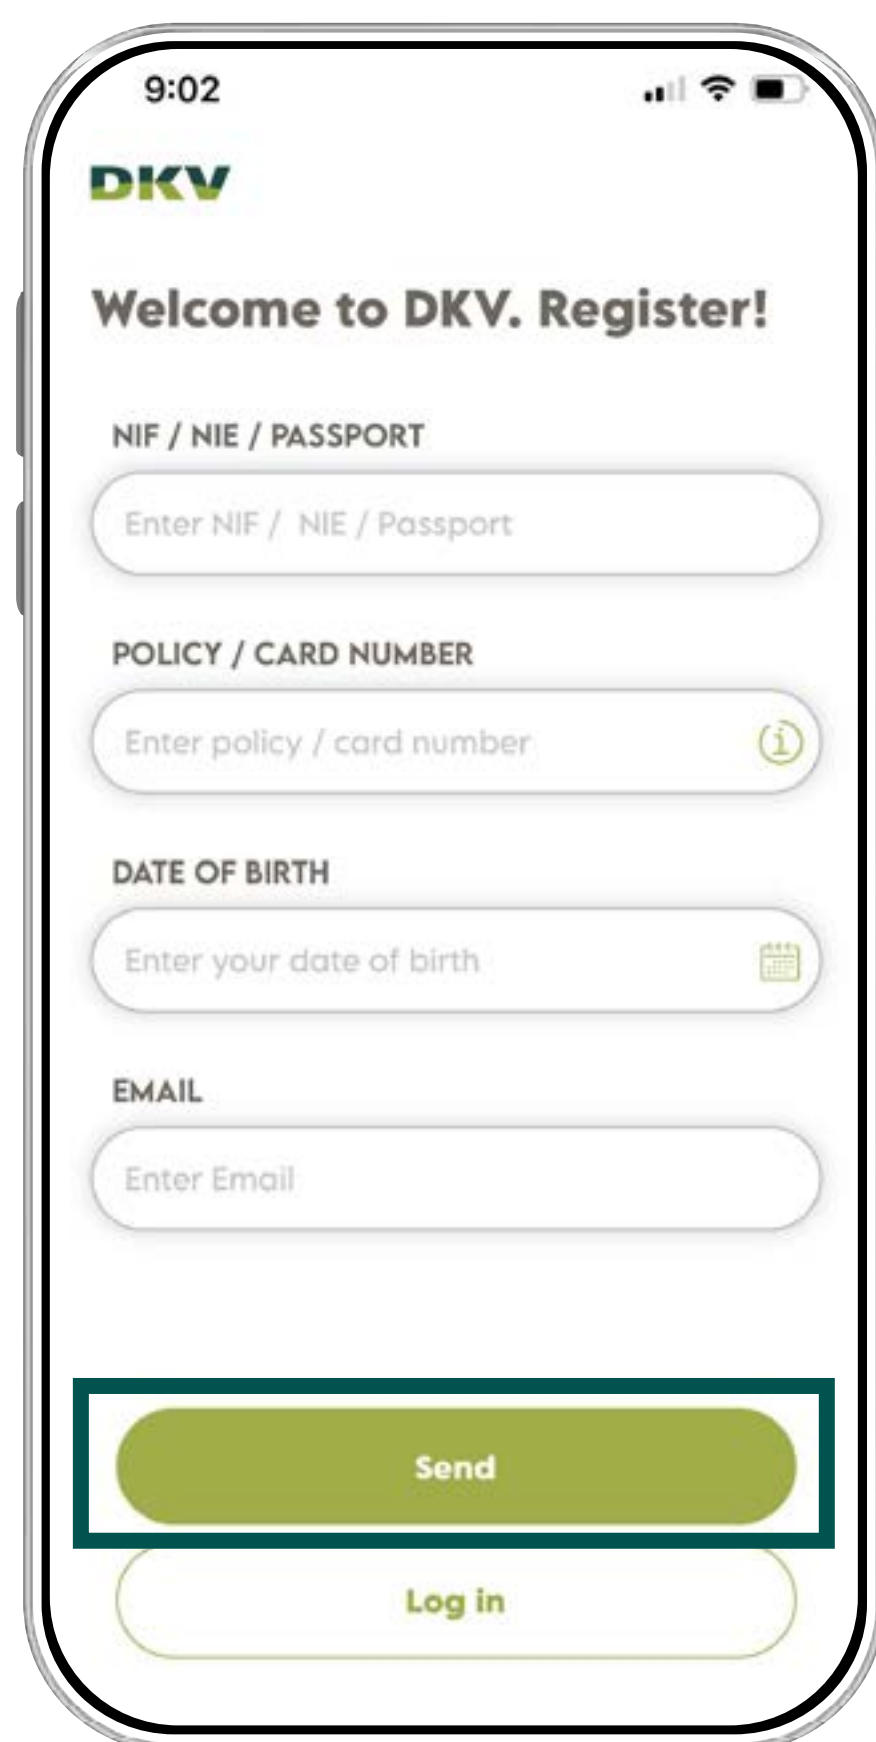 9:02
DKV
Welcome to DKV. Register!
NIF / NIE / PASSPORT
Enter NIF / NIE / Passport
POLICY / CARD NUMBER
Enter policy / card number
DATE OF BIRTH
Enter your date of birth
EMAIL
Enter Email
Send
Log in